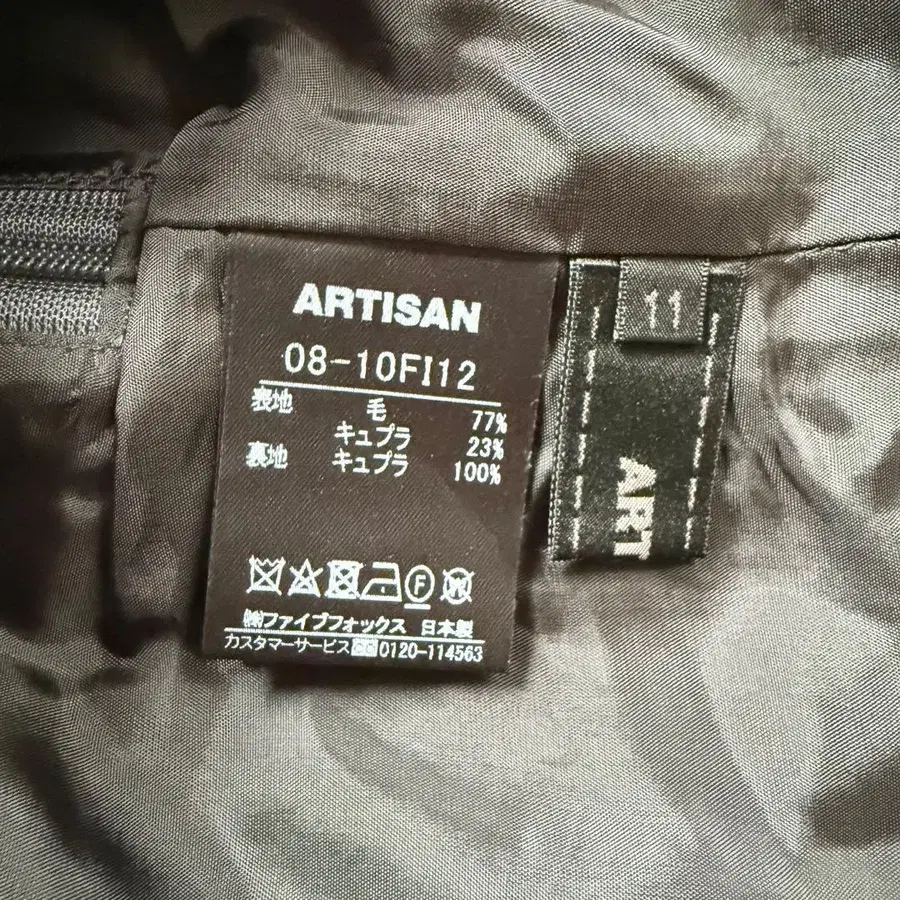 ARTISAN
08-10FI12
表地 毛 77%
キュプラ 23%
裏地 キュプラ 100%
F W
㈱ファイブフォックス 日本製
カスタマーサービス 0120-114563
11
ART